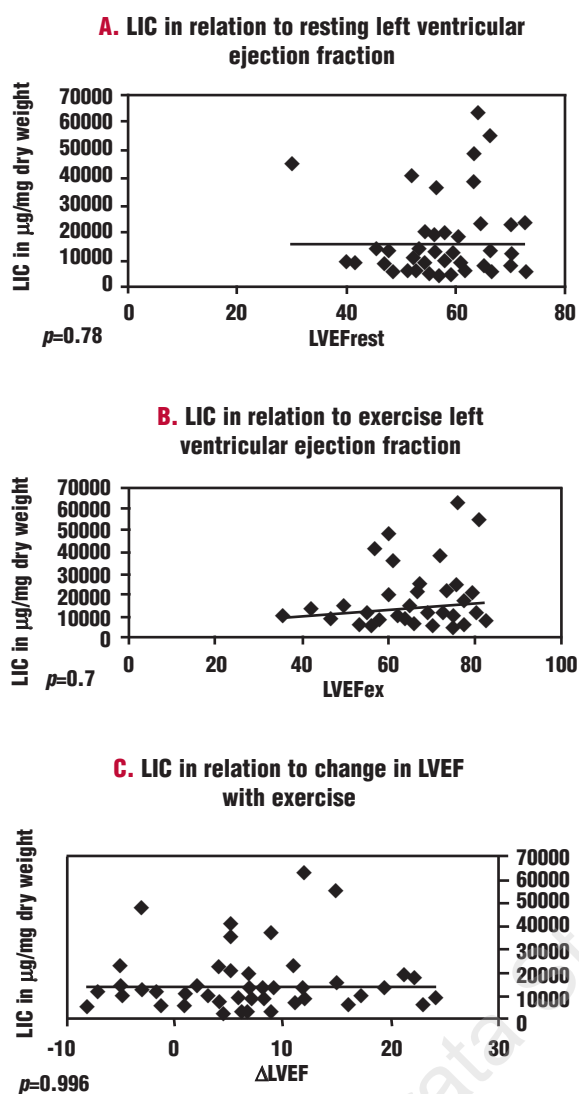 A. LIC in relation to resting left ventricular
ejection fraction
LIC in μg/mg dry weight
70000
60000
50000
40000
30000
20000
10000
0
0 20 40 60 80
LVEFrest
p=0.78
B. LIC in relation to exercise left
ventricular ejection fraction
LIC in μg/mg dry weight
70000
60000
50000
40000
30000
20000
10000
0
0 20 40 60 80 100
LVEFex
p=0.7
C. LIC in relation to change in LVEF
with exercise
LIC in μg/mg dry weight
70000
60000
50000
40000
30000
20000
10000
0
-10 0 10 20 30
ΔLVEF
p=0.996